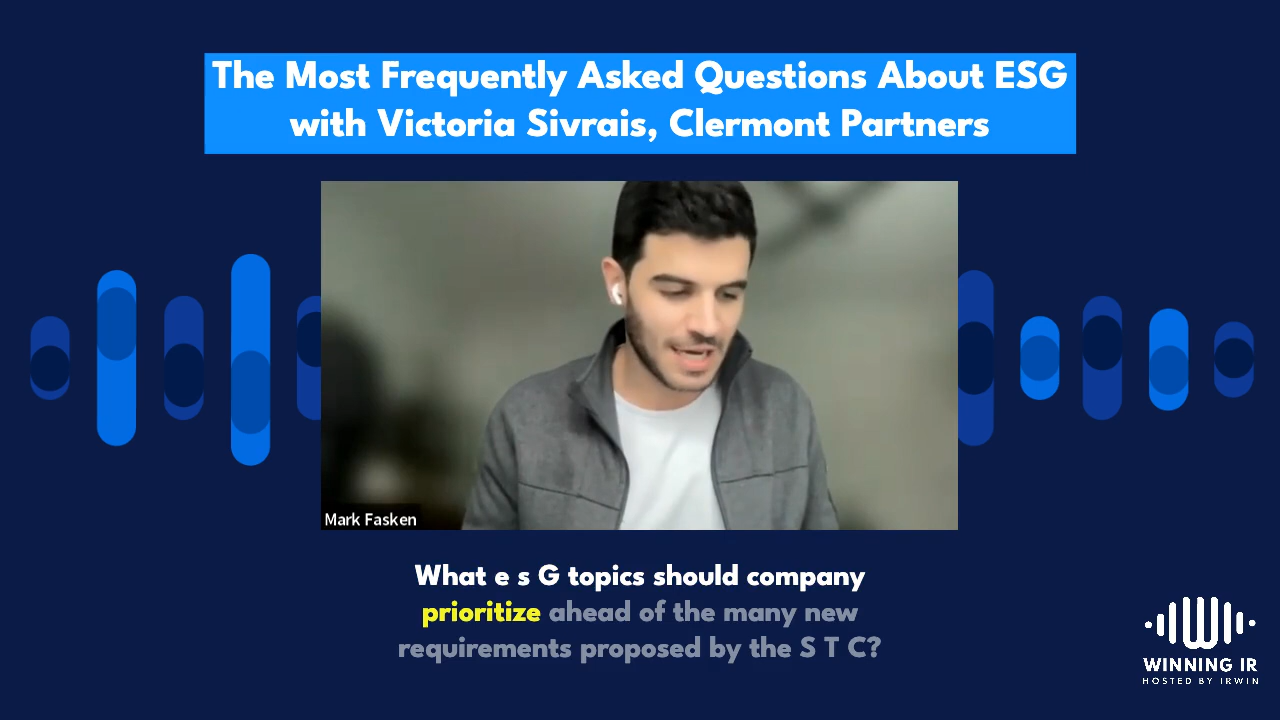 The Most Frequently Asked Questions About ESG
with Victoria Sivrais, Clermont Partners
Mark Fasken
What e s G topics should company
prioritize ahead of the many new
requirements proposed by the S T C?
WINNING IR
HOSTED BY IRWIN